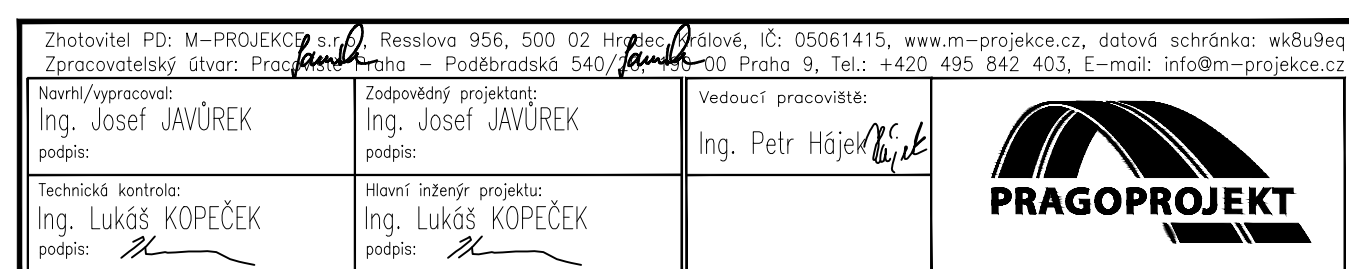 Zhotovitel PD: M-PROJEKCE s.r.o., Resslova 956, 500 02 Hradec Králové, IČ: 05061415, www.m-projekce.cz, datová schránka: wk8u9eq
Zpracovatelský útvar: Pracoviště Praha - Poděbradská 540/26, 190 00 Praha 9, Tel.: +420 495 842 403, E-mail: info@m-projekce.cz
Navrhl/vypracoval:
Ing. Josef JAVŮREK
podpis:
Zodpovědný projektant:
Ing. Josef JAVŮREK
podpis:
Vedoucí pracoviště:
Ing. Petr Hájek Hájek
Technická kontrola:
Ing. Lukáš KOPEČEK
podpis:
Hlavní inženýr projektu:
Ing. Lukáš KOPEČEK
podpis:
PRAGOPROJEKT